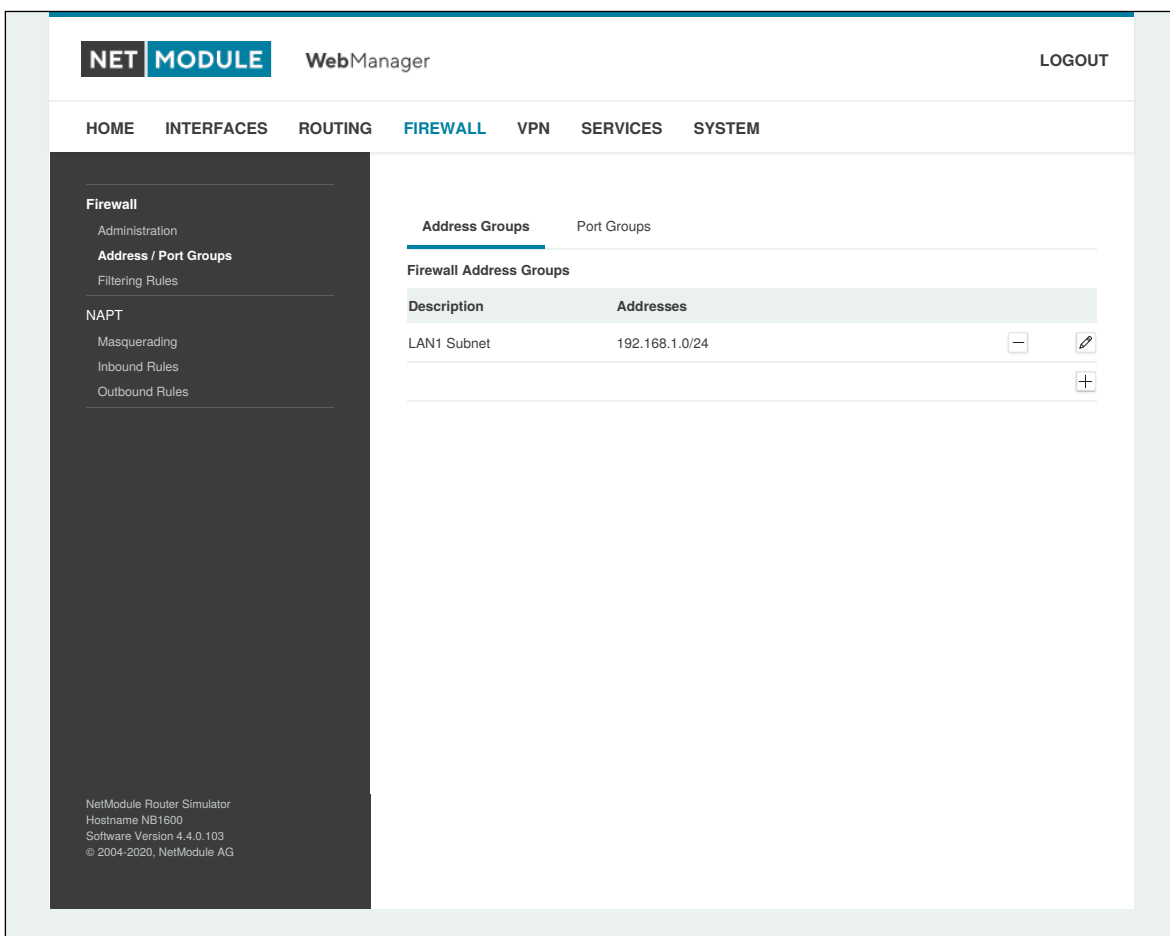 NET MODULE WebManager LOGOUT
HOME INTERFACES ROUTING FIREWALL VPN SERVICES SYSTEM
Firewall
Administration
Address / Port Groups
Filtering Rules
NAPT
Masquerading
Inbound Rules
Outbound Rules
Address Groups Port Groups
Firewall Address Groups
Description Addresses
LAN1 Subnet 192.168.1.0/24
NetModule Router Simulator
Hostname NB1600
Software Version 4.4.0.103
© 2004-2020, NetModule AG